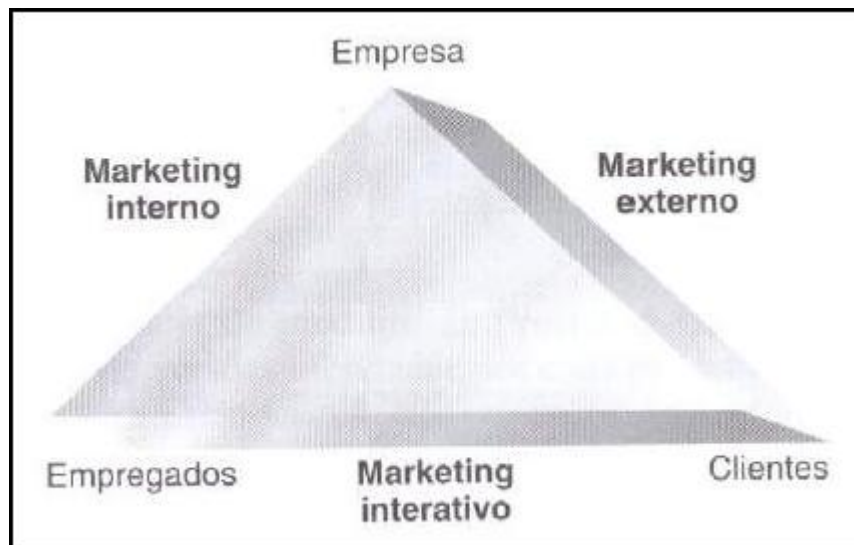 Empresa
Marketing
interno
Marketing
externo
Empregados
Marketing
interativo
Clientes